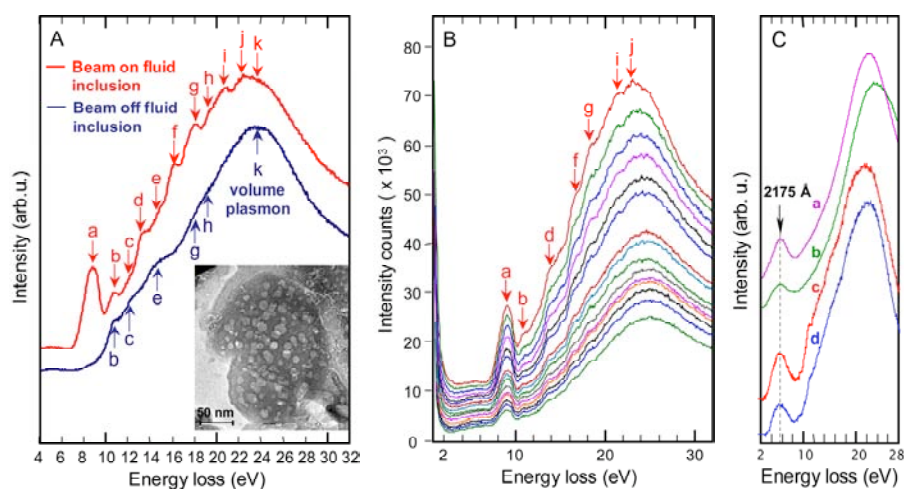 A
Beam on fluid
inclusion
Beam off fluid
inclusion
a
b
c
d
e
f
g
h
i
j
k
k
volume
plasmon
g
h
e
c
b
50 nm
Intensity (arb. u.)
4 6 8 10 12 14 16 18 20 22 24 26 28 30 32
Energy loss (eV)
B
80
70
60
50
40
30
20
10
0
Intensity counts ( x 10³)
a
b
d
f
g
i
j
2 10 20 30
Energy loss (eV)
C
2175 Å
a
b
c
d
Intensity (arb. u.)
2 10 20 28
Energy loss (eV)